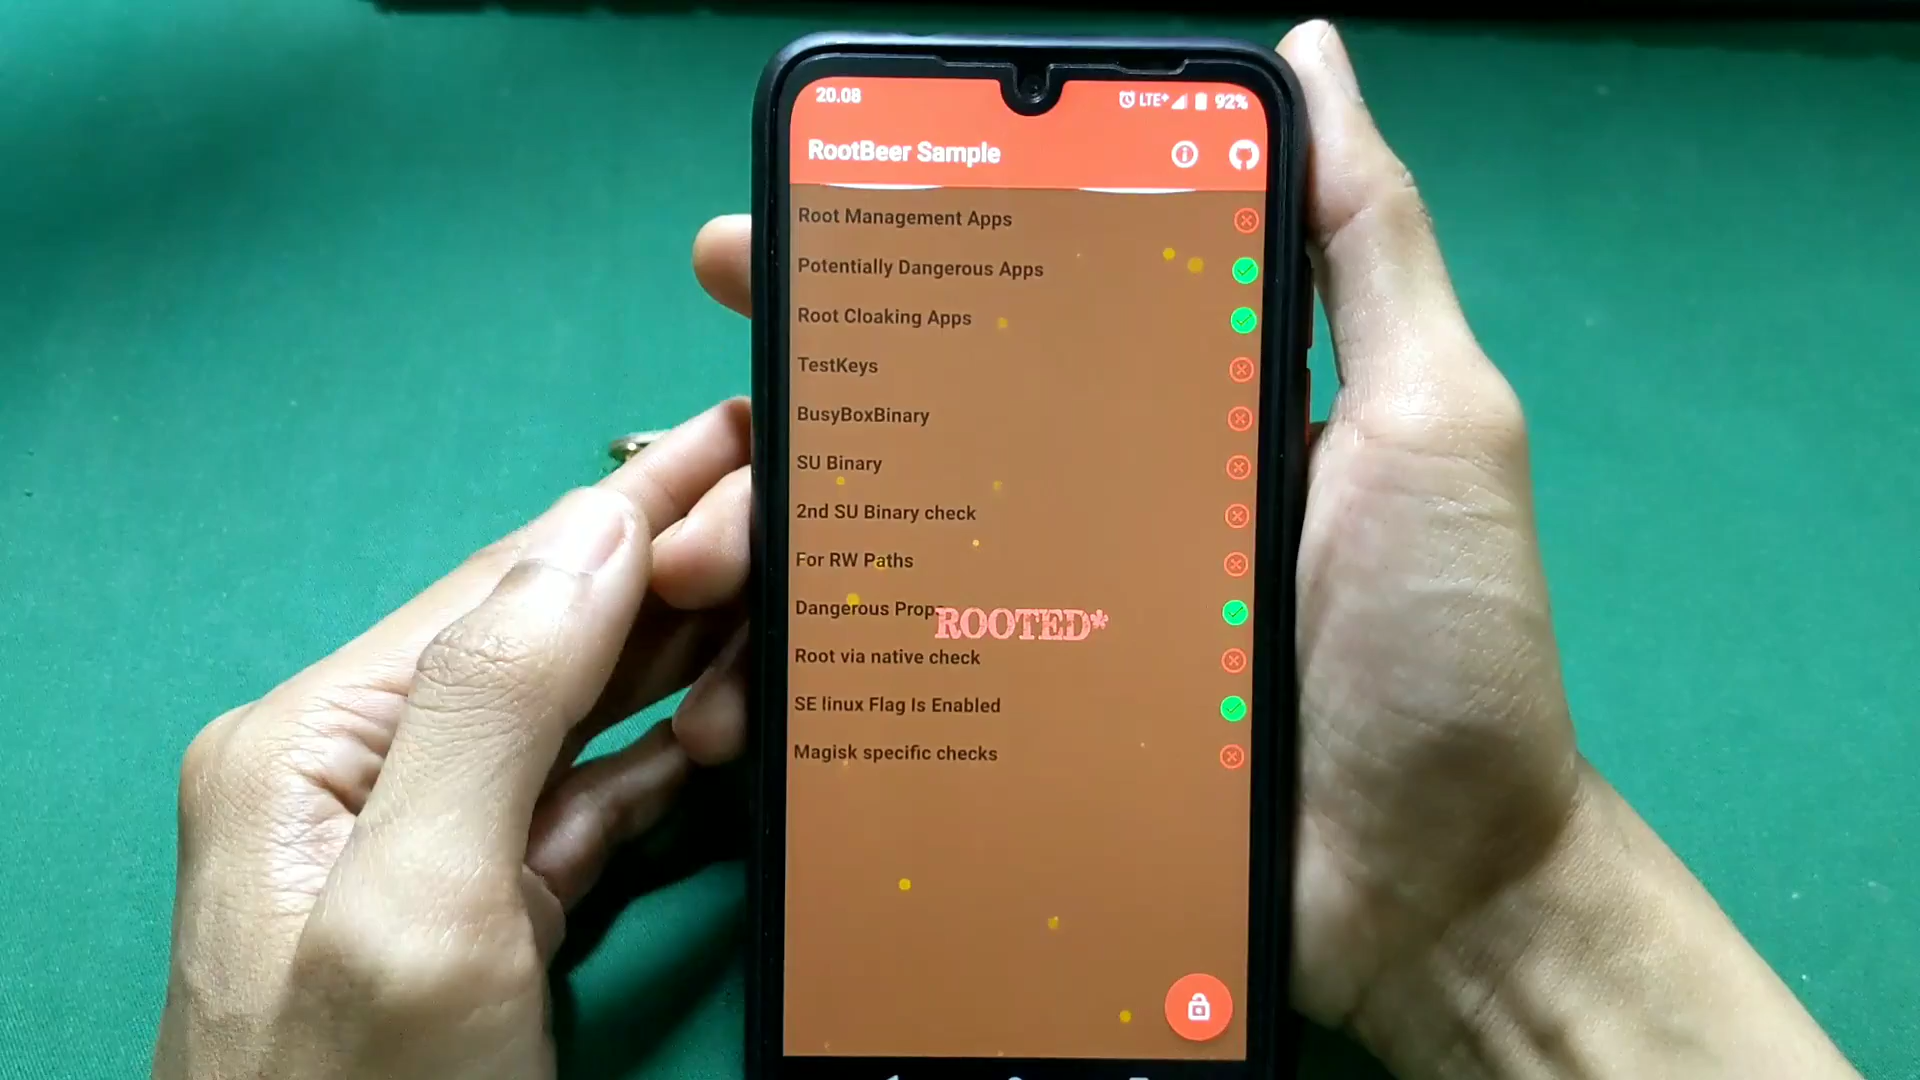 20.08 LTE+ 92%
RootBeer Sample
Root Management Apps
Potentially Dangerous Apps
Root Cloaking Apps
TestKeys
BusyBoxBinary
SU Binary
2nd SU Binary check
For RW Paths
Dangerous Props
ROOTED*
Root via native check
SE linux Flag Is Enabled
Magisk specific checks